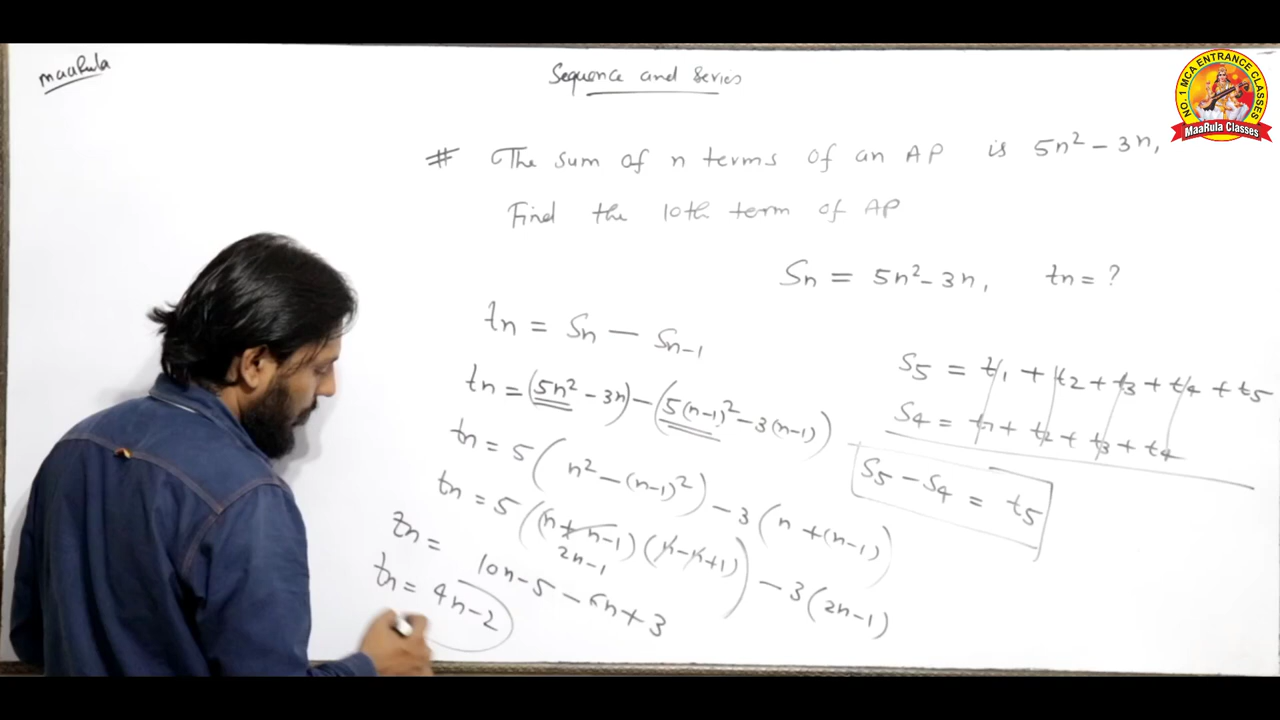 maaRula
Sequence and Series
NO. 1 MCA ENTRANCE CLASSES
MaaRula Classes
# The sum of n terms of an AP is 5n² − 3n,
Find the 10th term of AP
Sn = 5n² − 3n, tn = ?
tn = Sn − Sn−1
tn = (5n² − 3n) − (5(n−1)² − 3(n−1))
tn = 5(n² − (n−1)²) − 3(n + (n−1))
tn = 5((n + n−1)(n − n + 1)) − 3(2n−1)
2n−1
tn = 10n − 5 − 6n + 3
tn = 4n − 2
S5 = t1 + t2 + t3 + t4 + t5
S4 = t1 + t2 + t3 + t4
S5 − S4 = t5